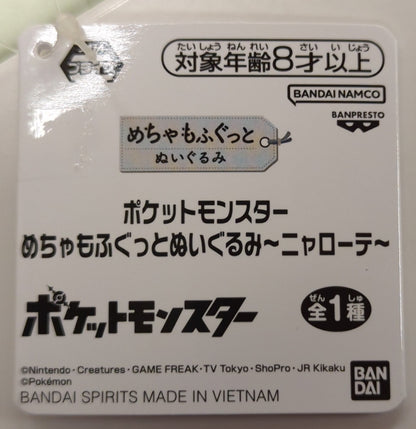 たい しょう ねん れい さい い じょう
対象年齢8才以上
BANDAI NAMCO
BANPRESTO
めちゃもふぐっと
ぬいぐるみ
ポケットモンスター
めちゃもふぐっとぬいぐるみ～ニャローテ～
ポケットモンスター
ぜん しゅ
全1種
©Nintendo・Creatures・GAME FREAK・TV Tokyo・ShoPro・JR Kikaku
©Pokémon
BANDAI SPIRITS MADE IN VIETNAM
BAN
DAI